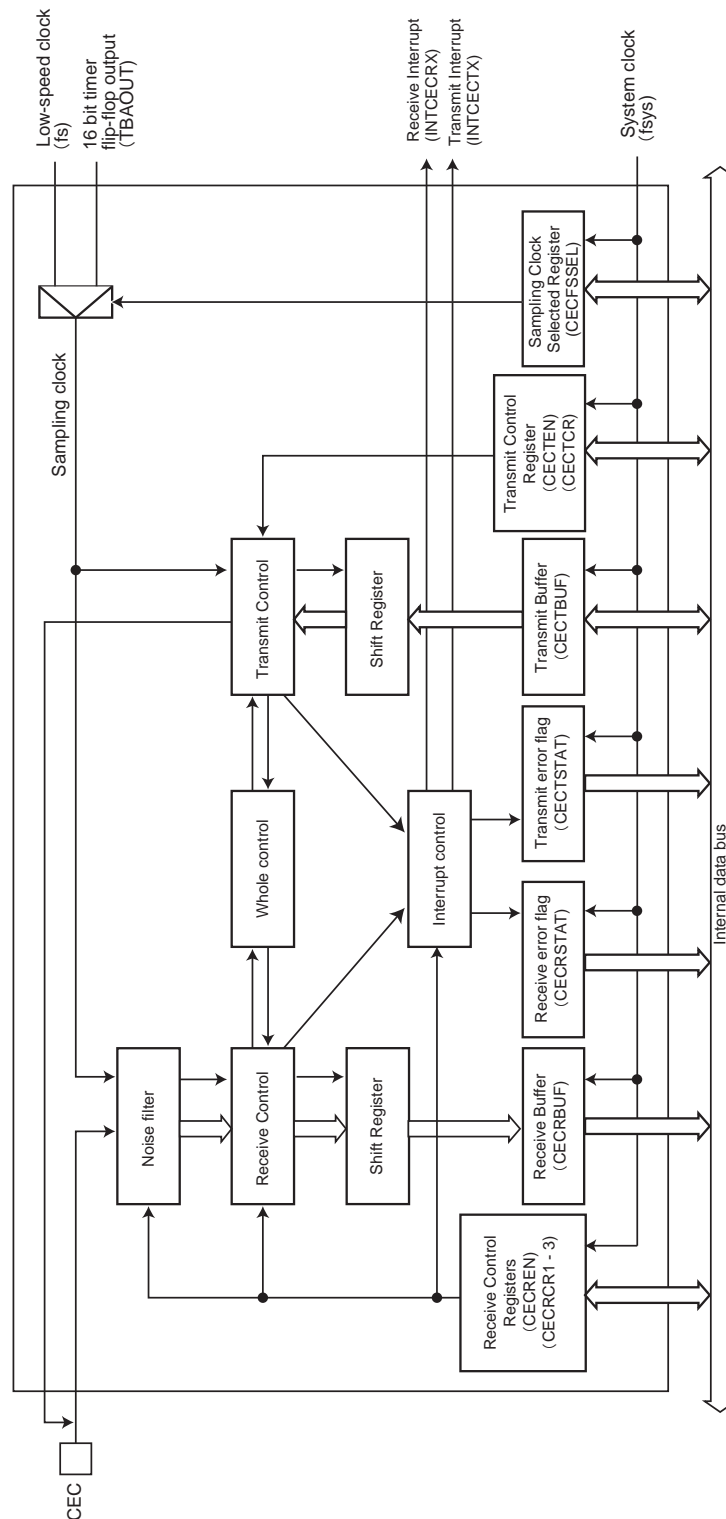 CEC
Low-speed clock
(fs)
16 bit timer
flip-flop output
(TBAOUT)
Sampling clock
Noise filter
Receive Control
Whole control
Transmit Control
Shift Register
Shift Register
Interrupt control
Receive Interrupt
(INTCECRX)
Transmit Interrupt
(INTCECTX)
Receive Control
Registers
(CECREN)
(CECRCR1 - 3)
Receive Buffer
(CECRBUF)
Receive error flag
(CECRSTAT)
Transmit error flag
(CECTSTAT)
Transmit Buffer
(CECTBUF)
Transmit Control
Register
(CECTEN)
(CECTCR)
Sampling Clock
Selected Register
(CECFSSEL)
System clock
(fsys)
Internal data bus